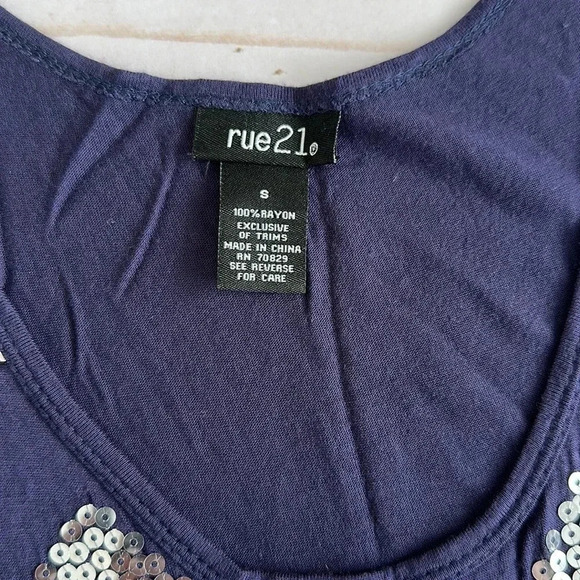 rue21®
S
100%RAYON
EXCLUSIVE
OF TRIMS
MADE IN CHINA
RN 70829
SEE REVERSE
FOR CARE